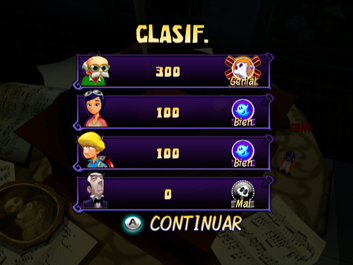 CLASIF.
300 Genial
100 Bien
100 Bien
0 Mal
A CONTINUAR